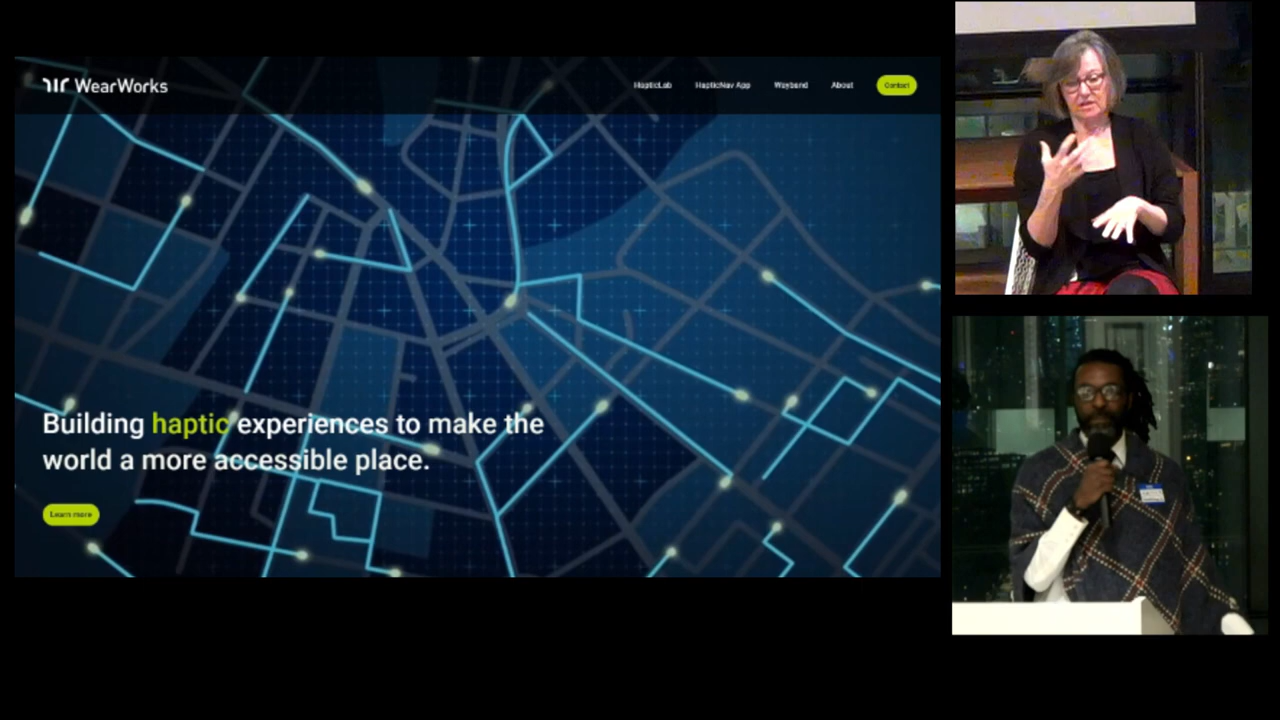 WearWorks
HapticLab HapticNav App Wayband About Contact
Building haptic experiences to make the
world a more accessible place.
Learn more